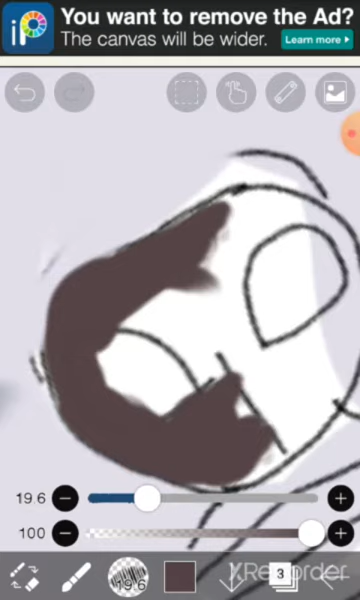 iP
You want to remove the Ad?
The canvas will be wider. Learn more
19.6
100
19.6
3
XRecorder